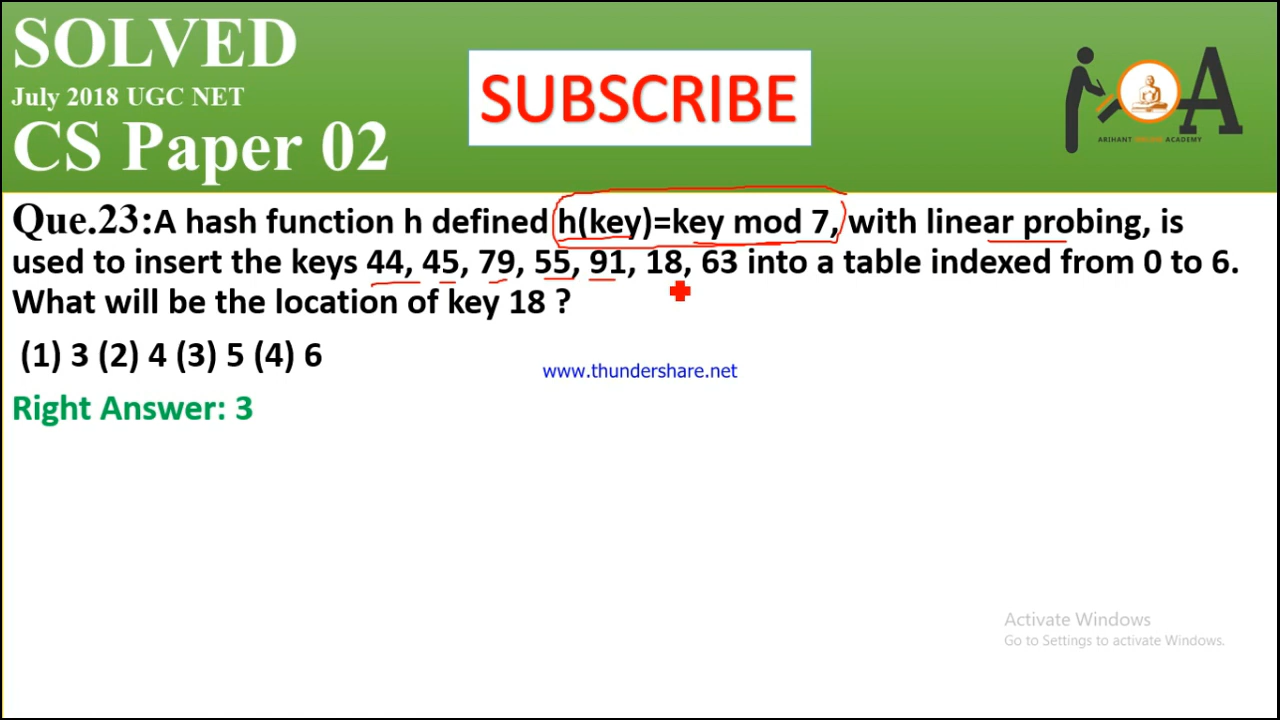 SOLVED
July 2018 UGC NET
CS Paper 02
SUBSCRIBE
A
ARIHANT ONLINE ACADEMY
Que.23:A hash function h defined h(key)=key mod 7, with linear probing, is
used to insert the keys 44, 45, 79, 55, 91, 18, 63 into a table indexed from 0 to 6.
What will be the location of key 18 ?
(1) 3 (2) 4 (3) 5 (4) 6
www.thundershare.net
Right Answer: 3
Activate Windows
Go to Settings to activate Windows.